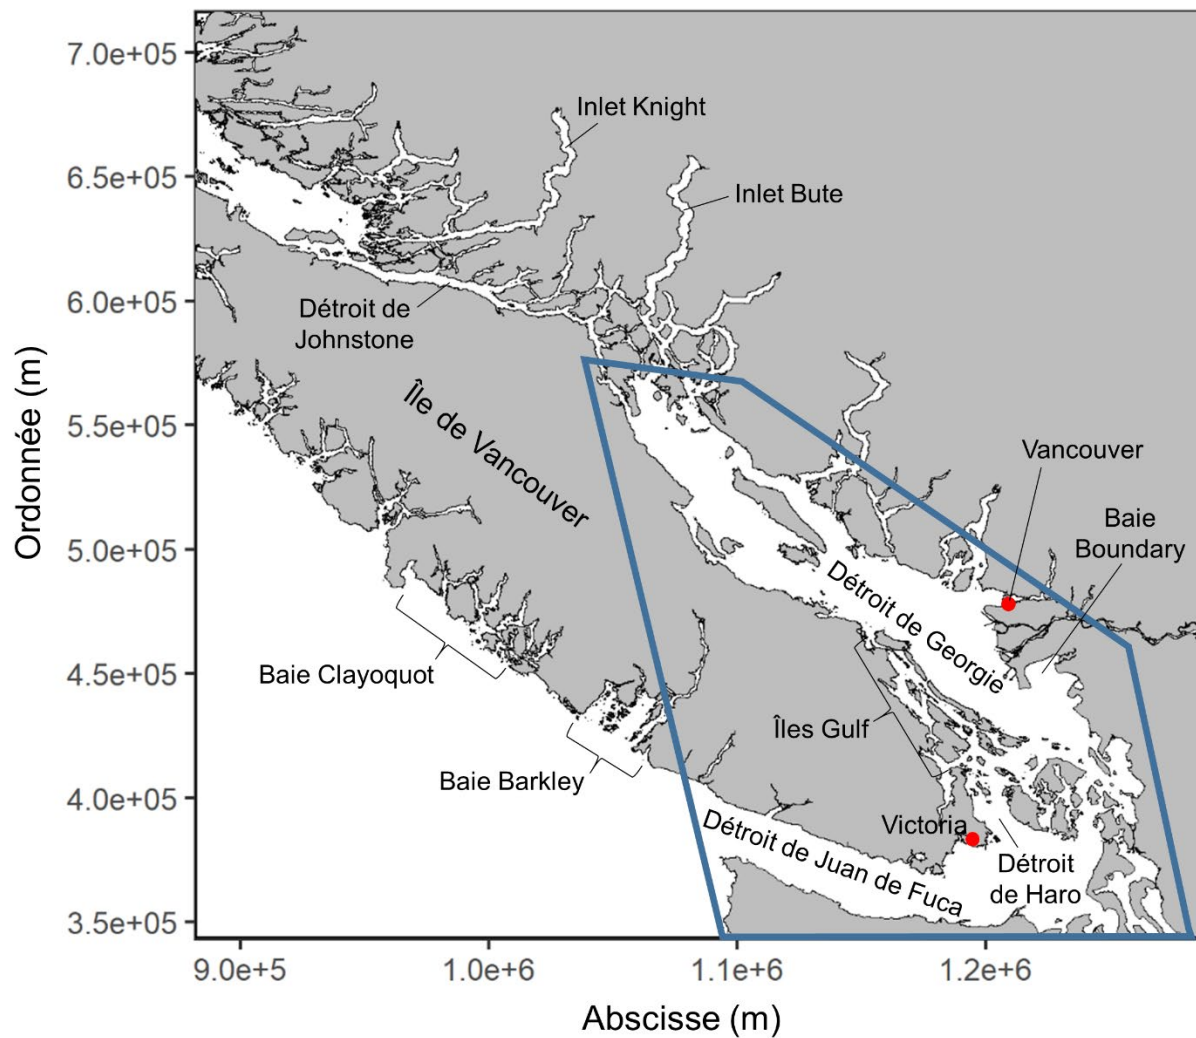 7.0e+05
6.5e+05
6.0e+05
5.5e+05
5.0e+05
4.5e+05
4.0e+05
3.5e+05
Ordonnée (m)
Inlet Knight
Inlet Bute
Détroit de
Johnstone
Île de Vancouver
Vancouver
Baie
Boundary
Détroit de Georgie
Baie Clayoquot
Îles Gulf
Baie Barkley
Victoria
Détroit de Juan de Fuca
Détroit
de Haro
9.0e+05
1.0e+6
1.1e+6
1.2e+6
Abscisse (m)